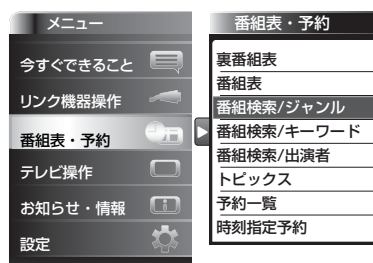 メニュー
今すぐできること
リンク機器操作
番組表・予約
テレビ操作
お知らせ・情報
設定
番組表・予約
裏番組表
番組表
番組検索/ジャンル
番組検索/キーワード
番組検索/出演者
トピックス
予約一覧
時刻指定予約